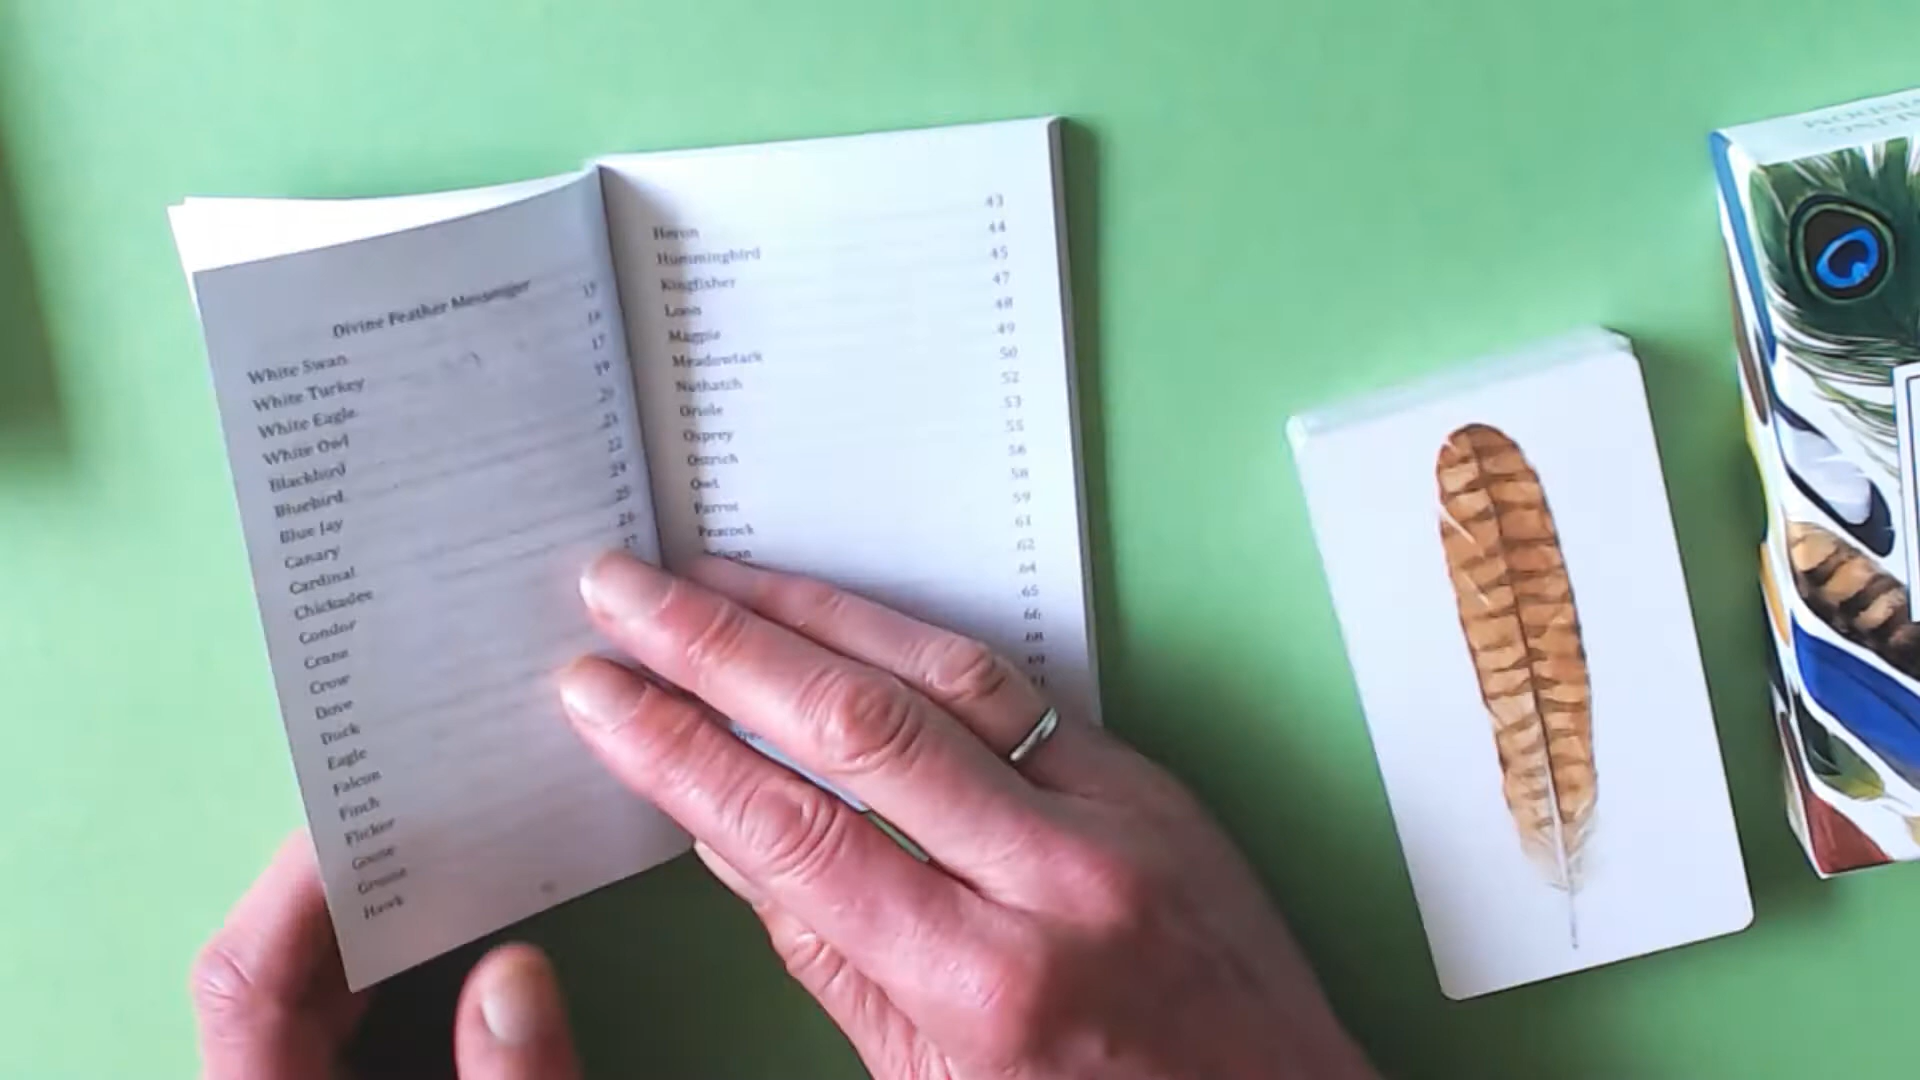 Divine Feather Messenger
White Swan 15
White Turkey 16
White Eagle 17
White Owl 19
Blackbird 20
Bluebird 21
Blue Jay 22
Canary 24
Cardinal 25
Chickadee 26
Condor 27
Crane
Crow
Dove
Duck
Eagle
Falcon
Finch
Flicker
Goose
Grouse
Hawk
Heron 43
Hummingbird 44
Kingfisher 45
Loon 47
Magpie 48
Meadowlark 49
Nuthatch 50
Oriole 52
Osprey 53
Ostrich 55
Owl 56
Parrot 58
Peacock 59
61
62
64
65
66
68
69